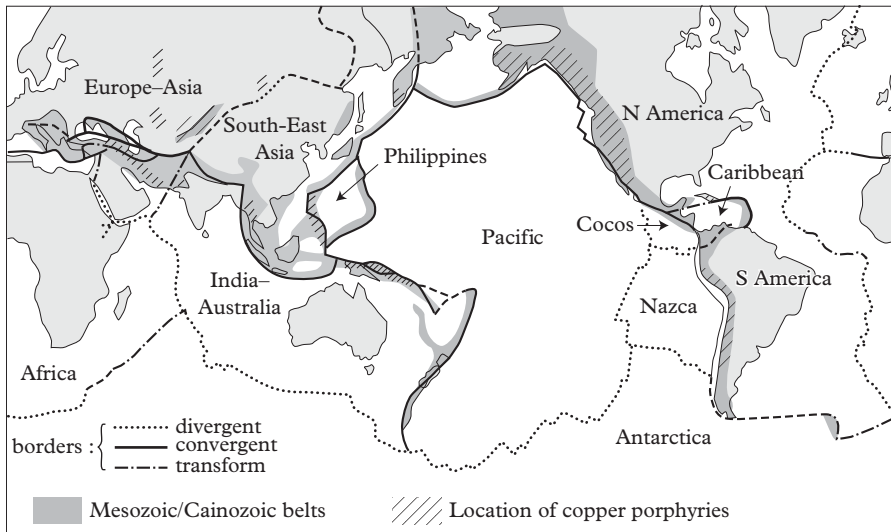 Europe–Asia
South-East
Asia
Philippines
N America
Caribbean
Cocos
Pacific
India–
Australia
S America
Nazca
Africa
Antarctica
borders :
divergent
convergent
transform
Mesozoic/Cainozoic belts
Location of copper porphyries